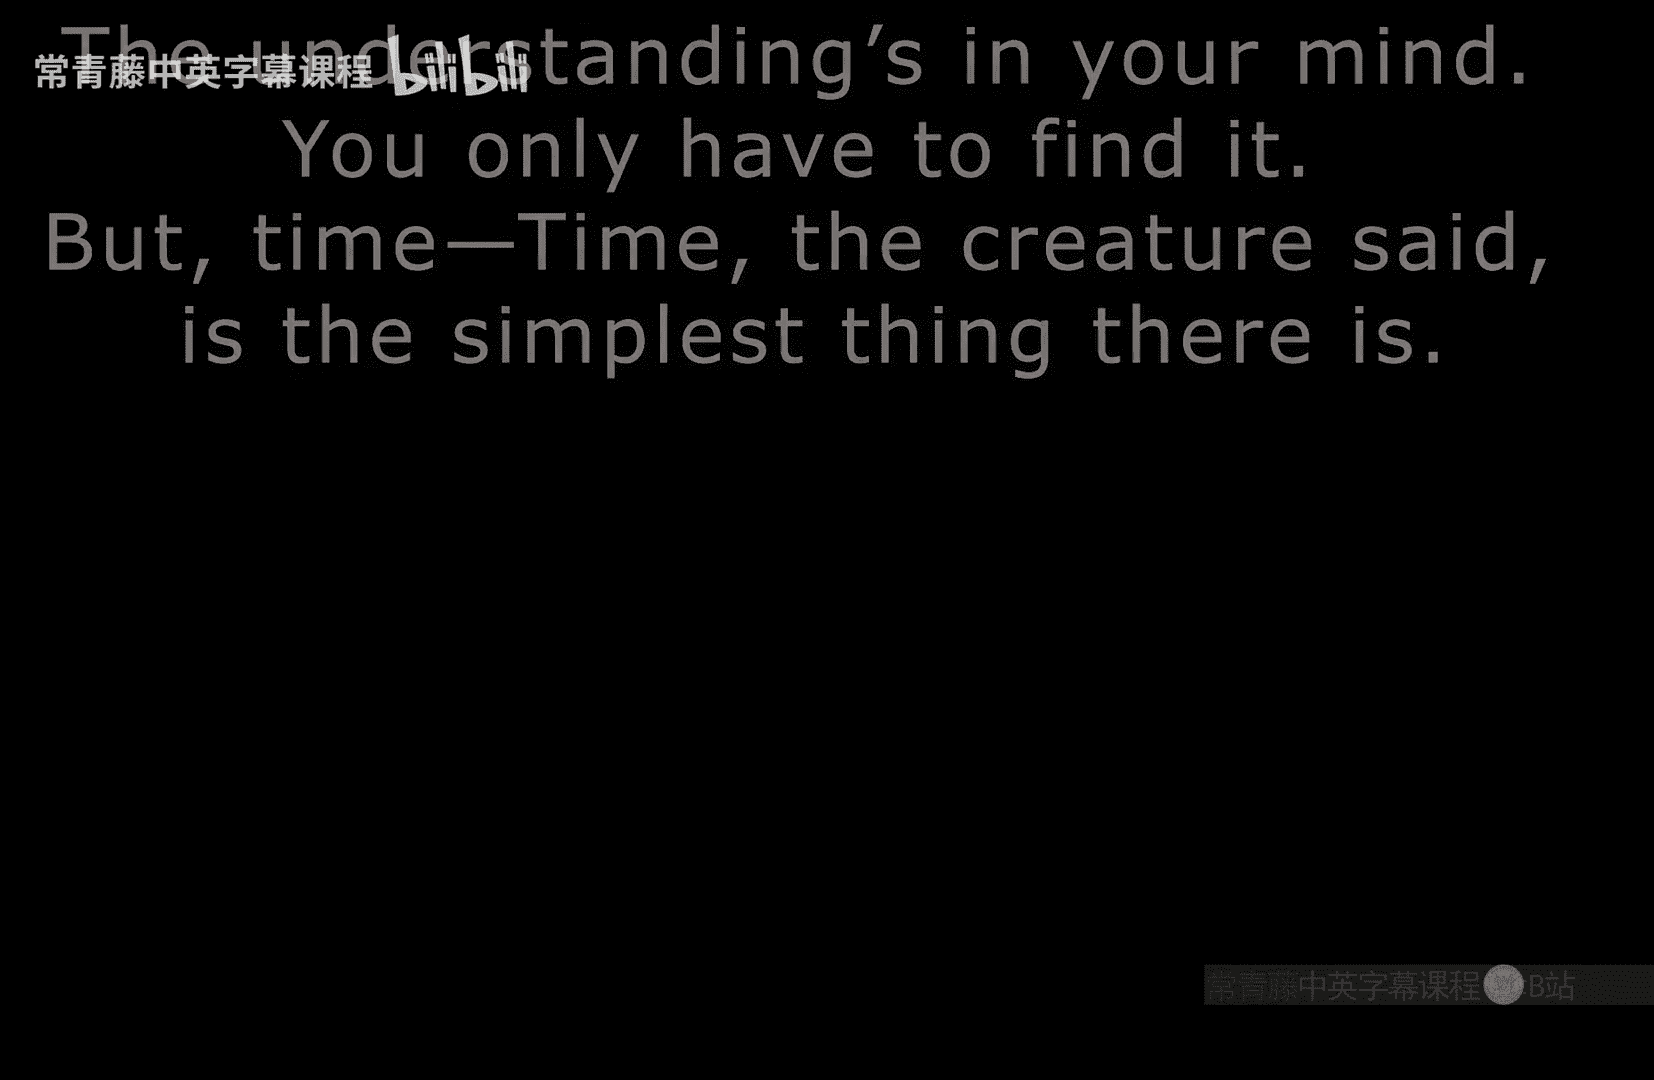 The understanding’s in your mind.
常青藤中英字幕课程 bilibili
You only have to find it.
But, time—Time, the creature said,
is the simplest thing there is.
常青藤中英字幕课程 B站